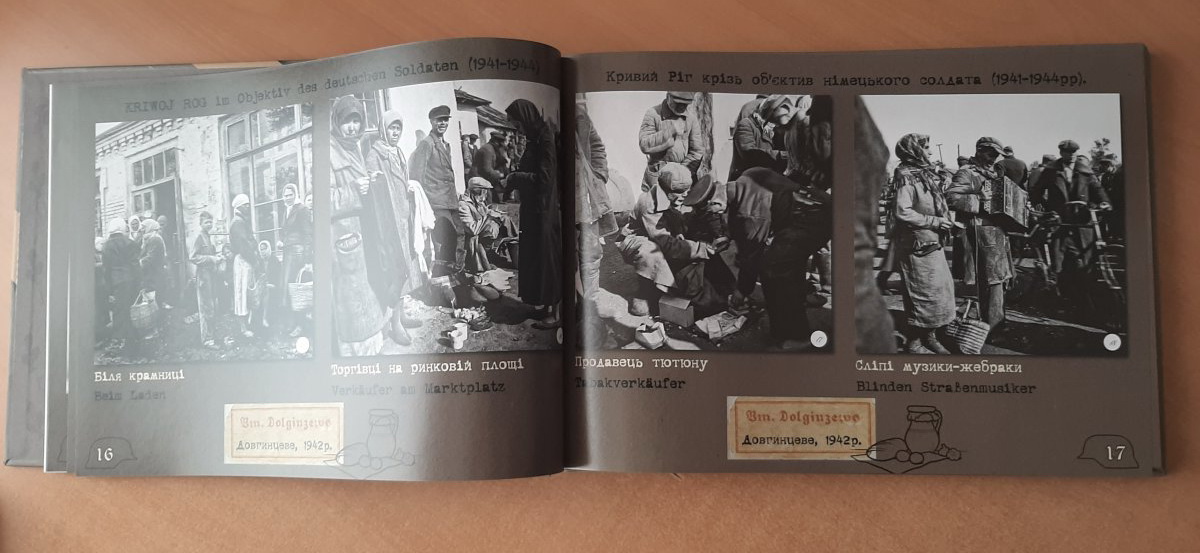 KRIWOJ ROG im Objektiv des deutschen Soldaten (1941-1944)
Біля крамниці
Beim Laden
Торгівці на ринковій площі
Verkäufer am Marktplatz
Довгинцеве, 1942р.
16
Кривий Ріг крізь об'єктив німецького солдата (1941-1944рр).
Продавець тютюну
Tabakverkäufer
Сліпі музики-жебраки
Blinden Straßenmusiker
Довгинцеве, 1942р.
17